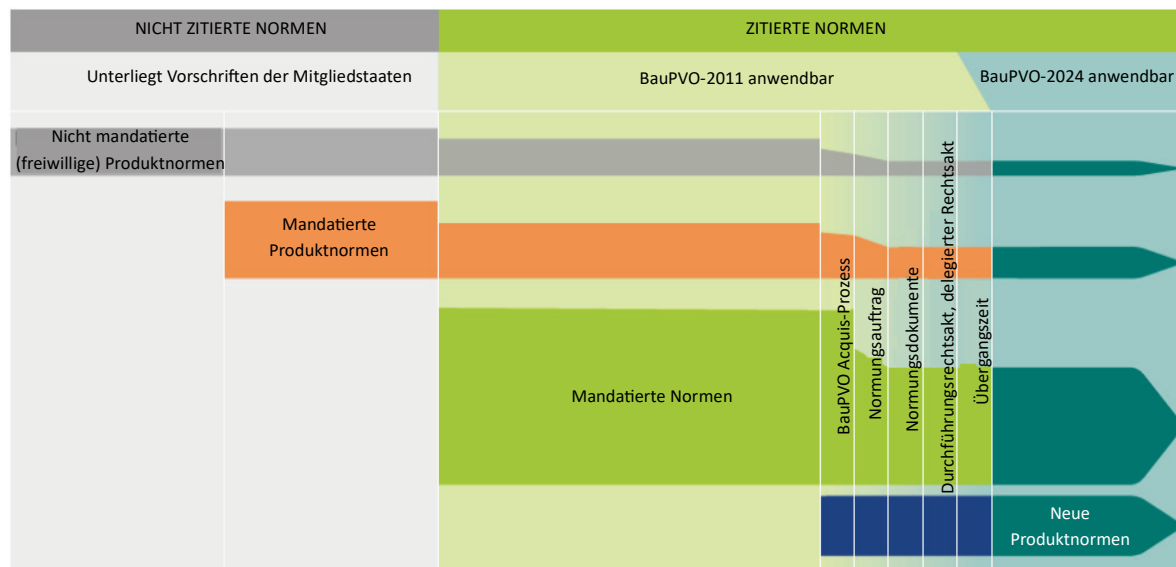 NICHT ZITIERTE NORMEN
ZITIERTE NORMEN
Unterliegt Vorschriften der Mitgliedstaaten
BauPVO-2011 anwendbar
BauPVO-2024 anwendbar
Nicht mandatierte
(freiwillige) Produktnormen
Mandatierte
Produktnormen
Mandatierte Normen
BauPVO Acquis-Prozess
Normungsauftrag
Normungsdokumente
Durchführungsrechtsakt, delegierter Rechtsakt
Übergangszeit
Neue
Produktnormen